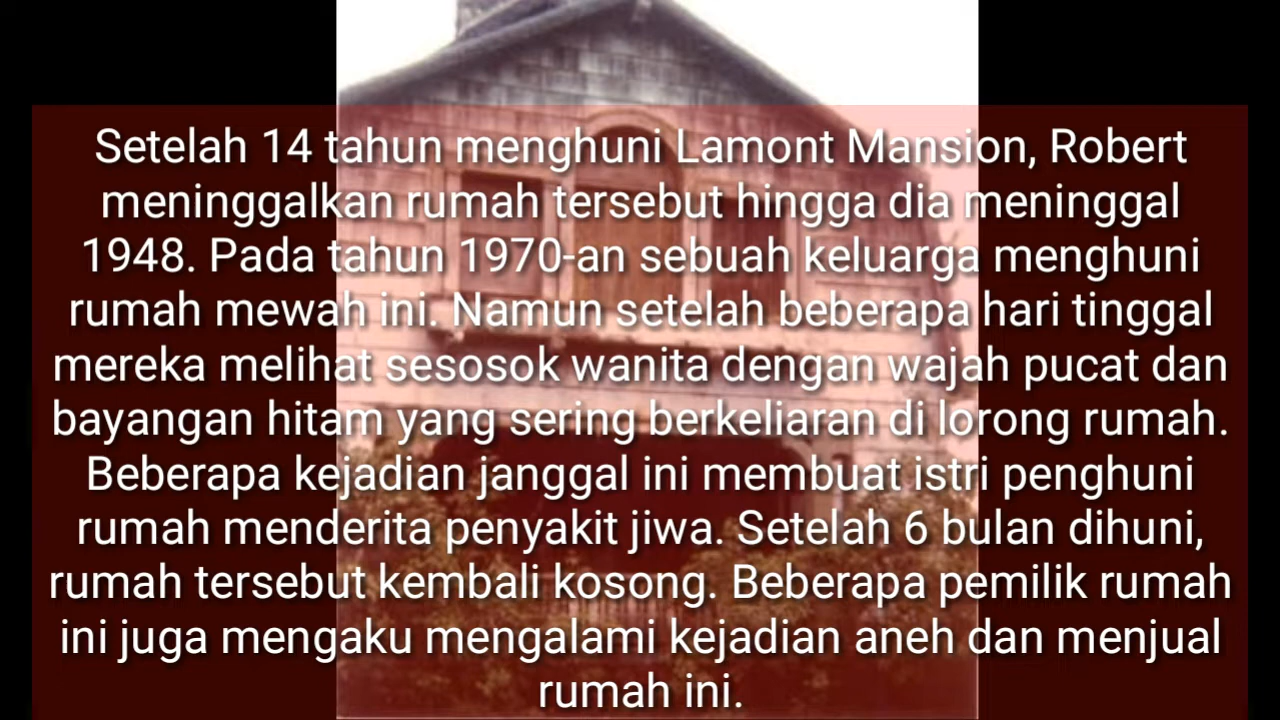 Setelah 14 tahun menghuni Lamont Mansion, Robert
meninggalkan rumah tersebut hingga dia meninggal
1948. Pada tahun 1970-an sebuah keluarga menghuni
rumah mewah ini. Namun setelah beberapa hari tinggal
mereka melihat sesosok wanita dengan wajah pucat dan
bayangan hitam yang sering berkeliaran di lorong rumah.
Beberapa kejadian janggal ini membuat istri penghuni
rumah menderita penyakit jiwa. Setelah 6 bulan dihuni,
rumah tersebut kembali kosong. Beberapa pemilik rumah
ini juga mengaku mengalami kejadian aneh dan menjual
rumah ini.